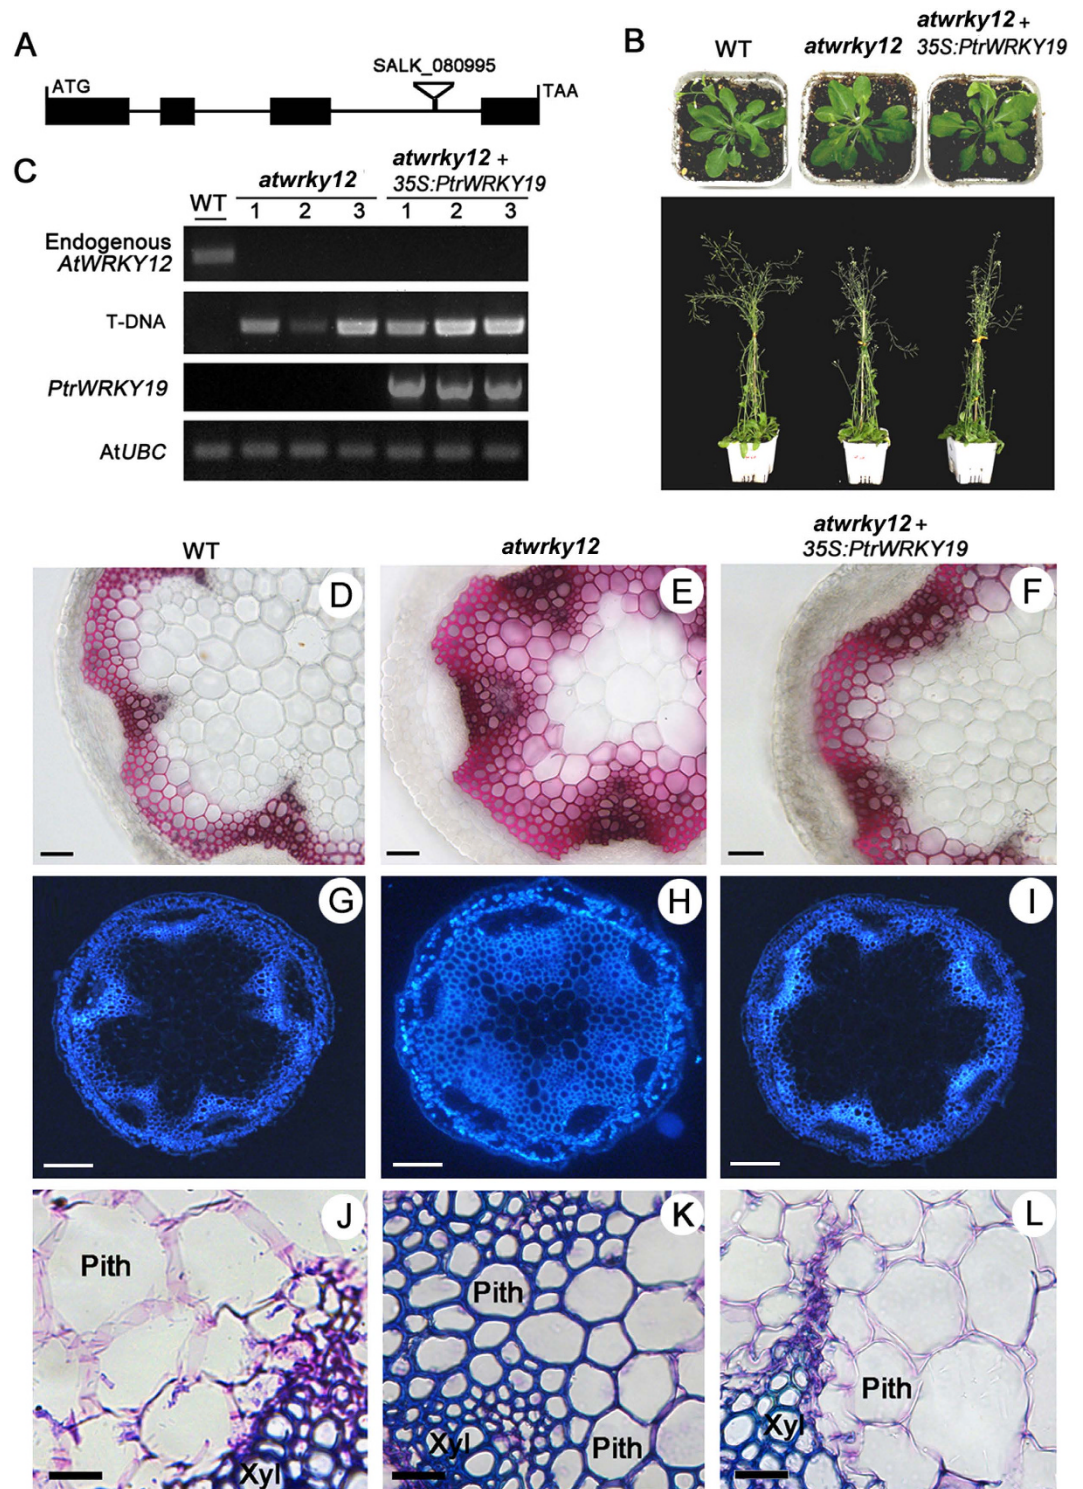 A
ATG
SALK_080995
TAA
B
WT
atwrky12
atwrky12 +
35S:PtrWRKY19
C
WT
atwrky12
atwrky12 +
35S:PtrWRKY19
1 2 3 1 2 3
Endogenous
AtWRKY12
T-DNA
PtrWRKY19
AtUBC
WT
atwrky12
atwrky12 +
35S:PtrWRKY19
D
E
F
G
H
I
J
Pith
Xyl
K
Pith
Xyl
Pith
L
Pith
Xyl